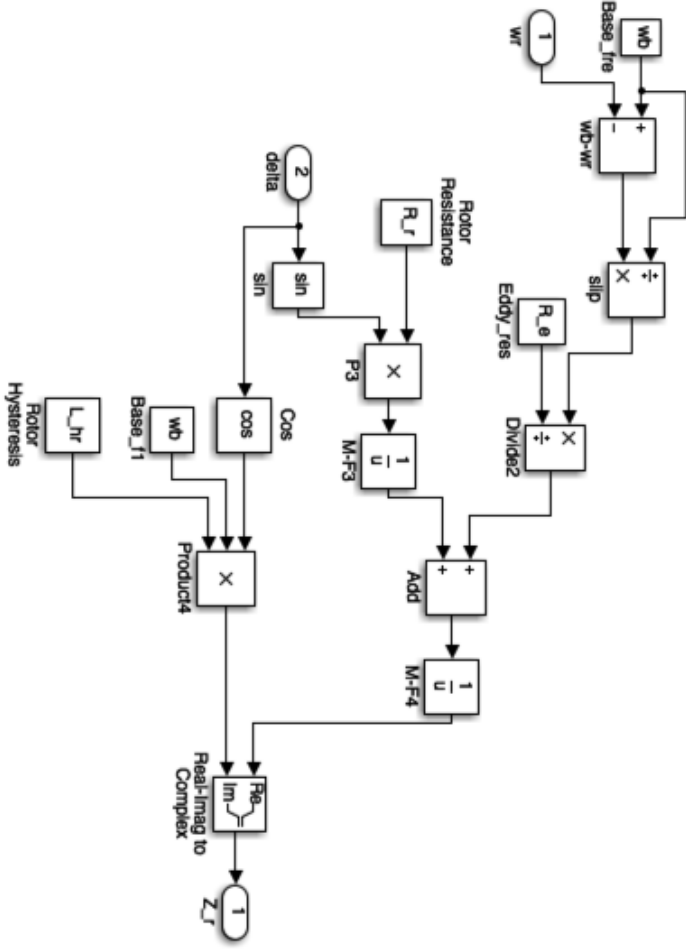 wb
Base_fre
1
wr
+
−
wb-wr
÷
×
slip
R_e
Eddy_res
×
÷
Divide2
Rotor
Resistance
R_r
2
delta
sin
sin
×
P3
1
u
M-F3
+
+
Add
1
u
M-F4
Cos
cos
wb
Base_f1
L_hr
Rotor
Hysteresis
×
Product4
Re
Im
Real-Imag to
Complex
1
Z_r